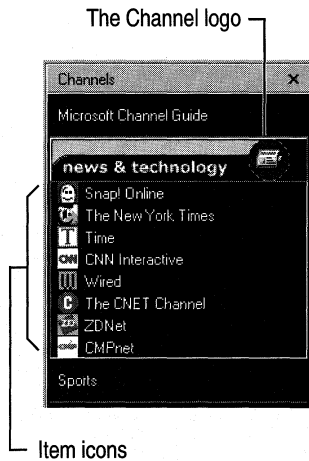 The Channel logo
Channels
Microsoft Channel Guide
news & technology
Snap! Online
The New York Times
T Time
CNN CNN Interactive
Wired
C The CNET Channel
ZDNet
CMPnet
Sports
Item icons